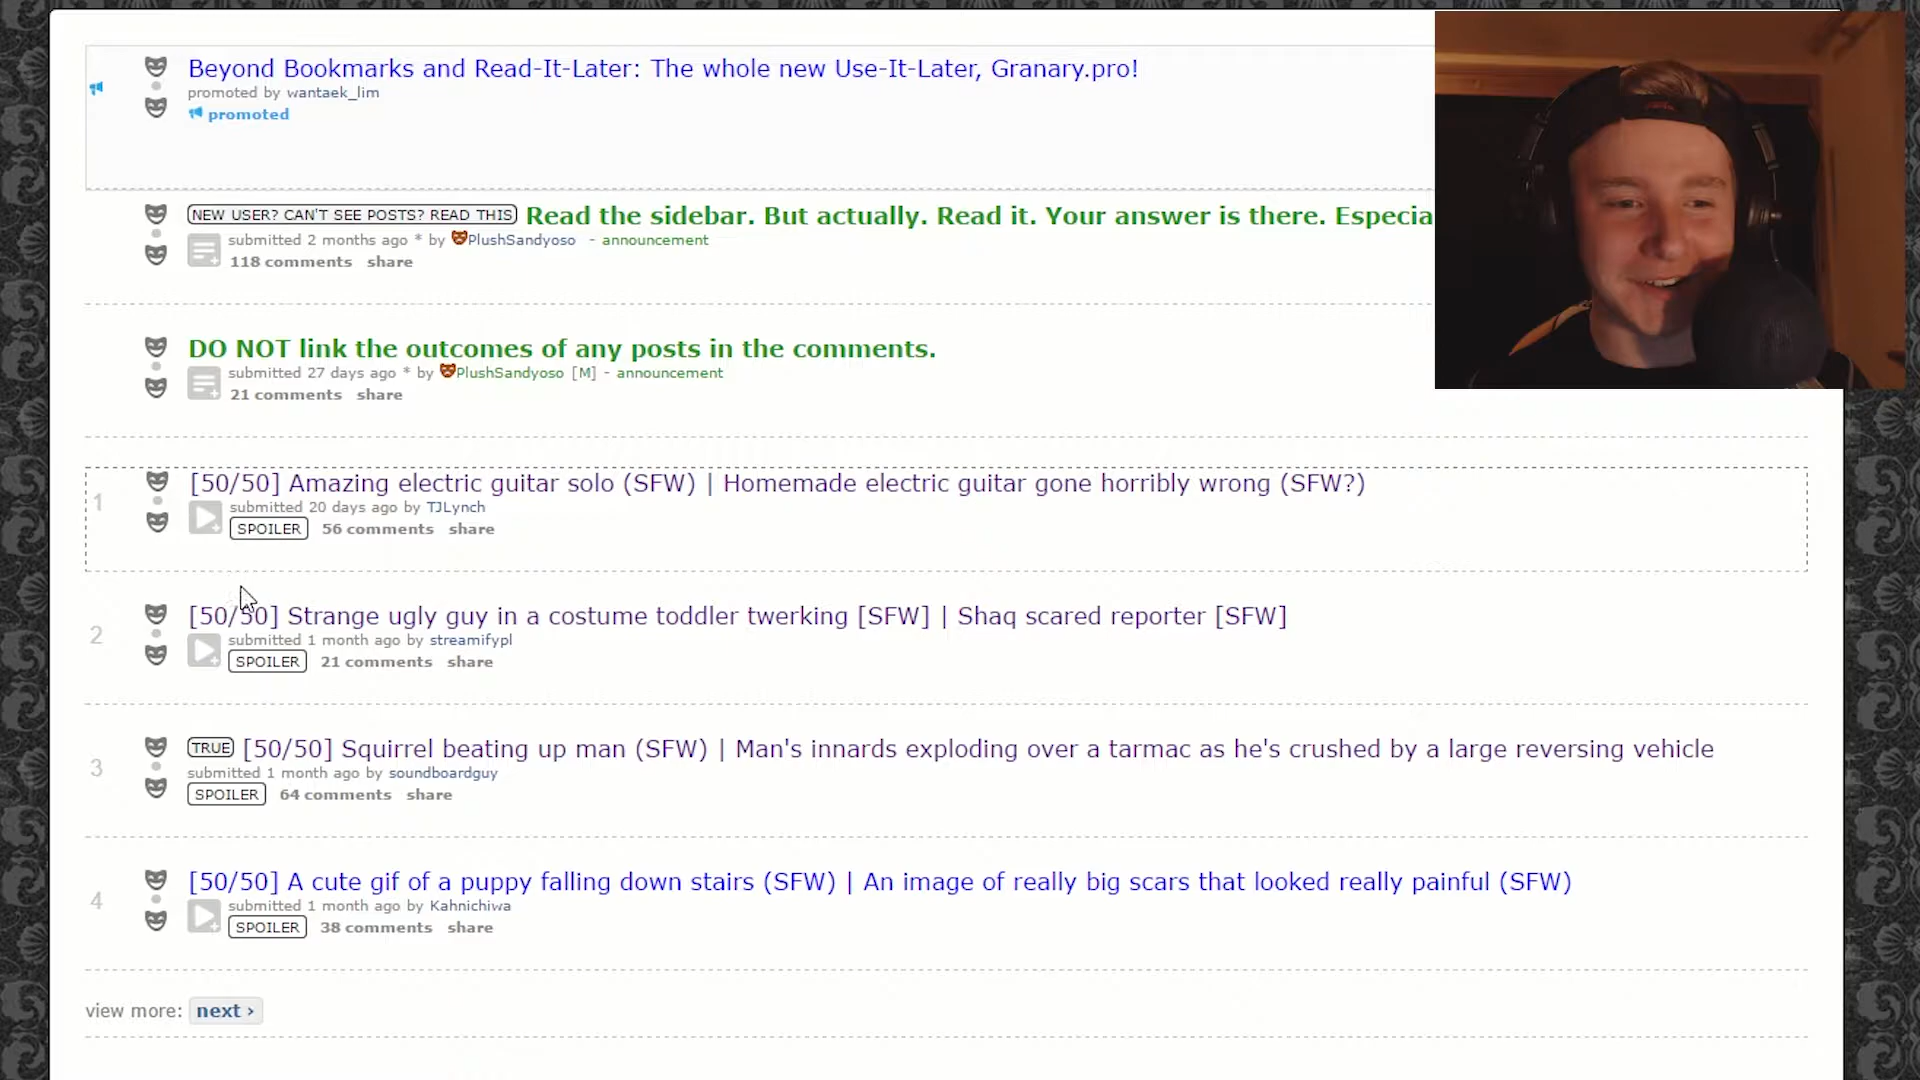 Beyond Bookmarks and Read-It-Later: The whole new Use-It-Later, Granary.pro!
promoted by wantaek_lim
promoted
NEW USER? CAN'T SEE POSTS? READ THIS Read the sidebar. But actually. Read it. Your answer is there. Especia
submitted 2 months ago * by PlushSandyoso - announcement
118 comments share
DO NOT link the outcomes of any posts in the comments.
submitted 27 days ago * by PlushSandyoso [M] - announcement
21 comments share
1
[50/50] Amazing electric guitar solo (SFW) | Homemade electric guitar gone horribly wrong (SFW?)
submitted 20 days ago by TJLynch
SPOILER 56 comments share
2
[50/50] Strange ugly guy in a costume toddler twerking [SFW] | Shaq scared reporter [SFW]
submitted 1 month ago by streamifypl
SPOILER 21 comments share
3
TRUE [50/50] Squirrel beating up man (SFW) | Man's innards exploding over a tarmac as he's crushed by a large reversing vehicle
submitted 1 month ago by soundboardguy
SPOILER 64 comments share
4
[50/50] A cute gif of a puppy falling down stairs (SFW) | An image of really big scars that looked really painful (SFW)
submitted 1 month ago by Kahnichiwa
SPOILER 38 comments share
view more: next ›